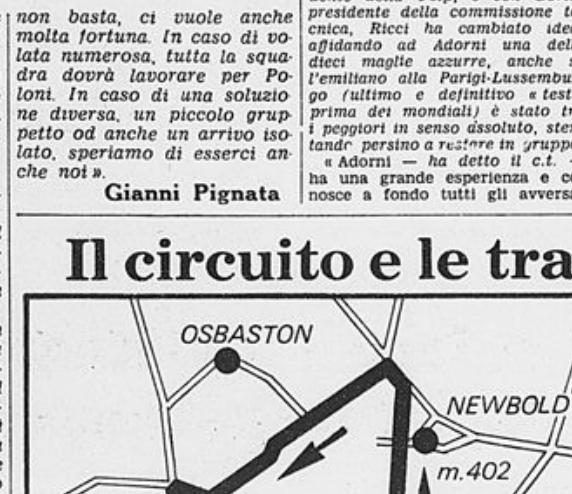 non basta, ci vuole anche
molta fortuna. In caso di vo-
lata numerosa, tutta la squa-
dra dovrà lavorare per Po-
loni. In caso di una soluzio-
ne diversa, un piccolo grup-
petto od anche un arrivo iso-
lato, speriamo di esserci an-
che noi ».
Gianni Pignata
presidente della commissione te
cnica, Ricci ha cambiato idea
affidando ad Adorni una dell
dieci maglie azzurre, anche s
l'emiliano alla Parigi-Lussembu
go (ultimo e definitivo « test
prima dei mondiali) è stato tr
i peggiori in senso assoluto, sten
tando persino a restare in gruppo
« Adorni — ha detto il c.t. -
ha una grande esperienza e co
nosce a fondo tutti gli avversa
Il circuito e le tra
OSBASTON
NEWBOLD
m.402